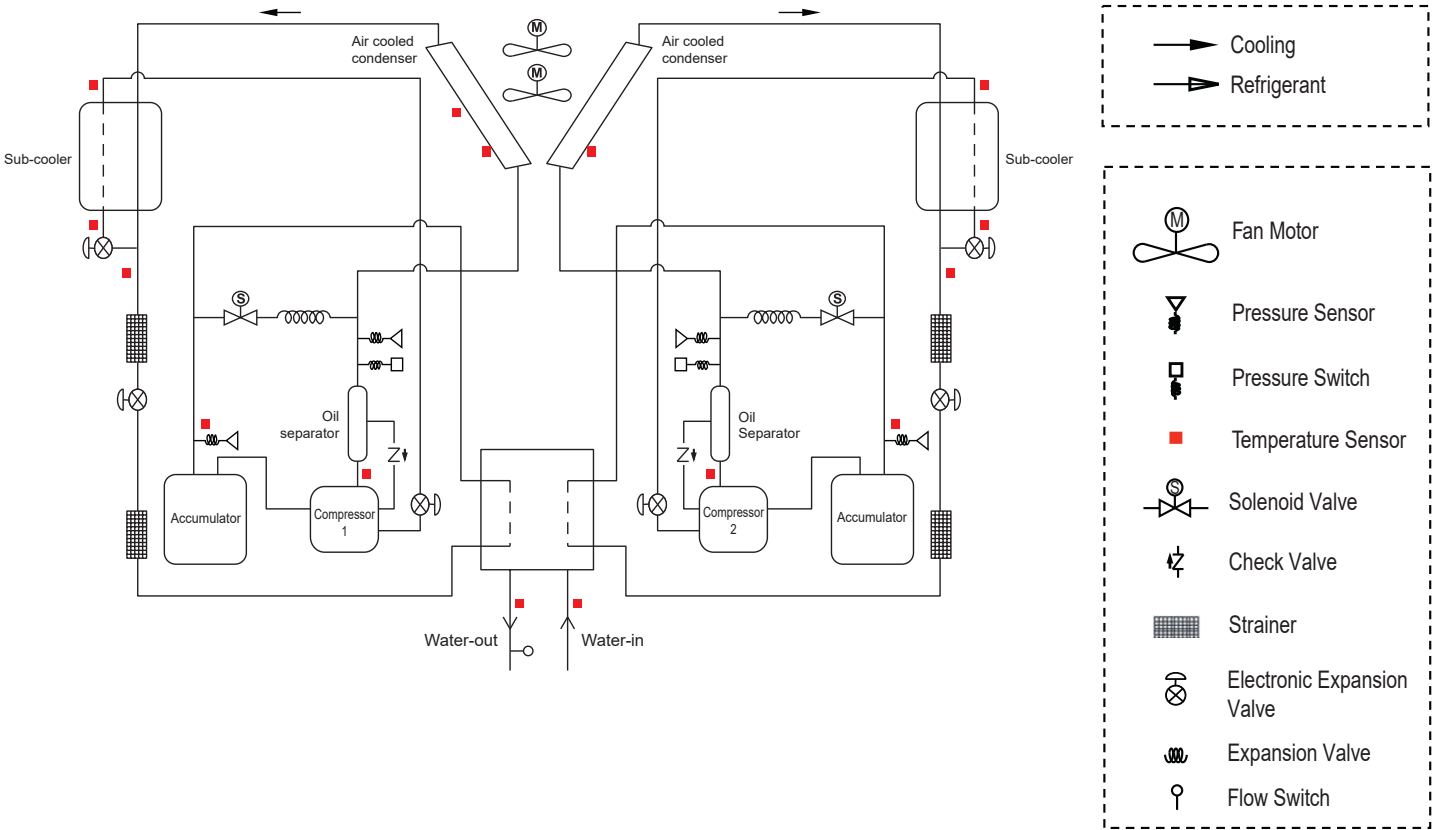 M
Air cooled
condenser
Air cooled
condenser
M
Sub-cooler
Sub-cooler
S
S
Oil
separator
Oil
Separator
Z
Z
Accumulator
Compressor
1
Compressor
2
Accumulator
Water-out
Water-in
Cooling
Refrigerant
M
Fan Motor
Pressure Sensor
Pressure Switch
Temperature Sensor
S
Solenoid Valve
Z
Check Valve
Strainer
Electronic Expansion
Valve
Expansion Valve
Flow Switch